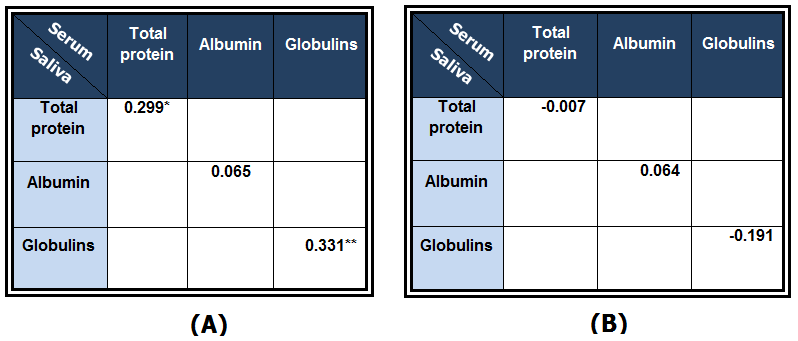 Serum
Saliva
Total protein
Albumin
Globulins
Total protein
0.299*
Albumin
0.065
Globulins
0.331**
(A)
Serum
Saliva
Total protein
Albumin
Globulins
Total protein
-0.007
Albumin
0.064
Globulins
-0.191
(B)